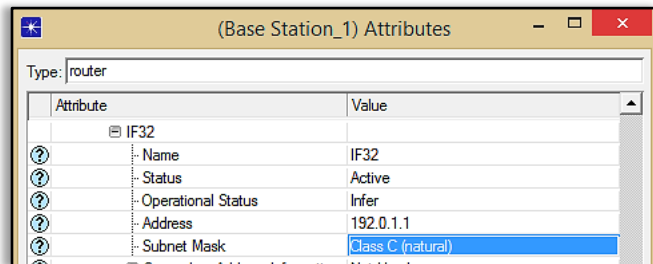 (Base Station_1) Attributes
Type: router
Attribute Value
IF32
Name IF32
Status Active
Operational Status Infer
Address 192.0.1.1
Subnet Mask Class C (natural)